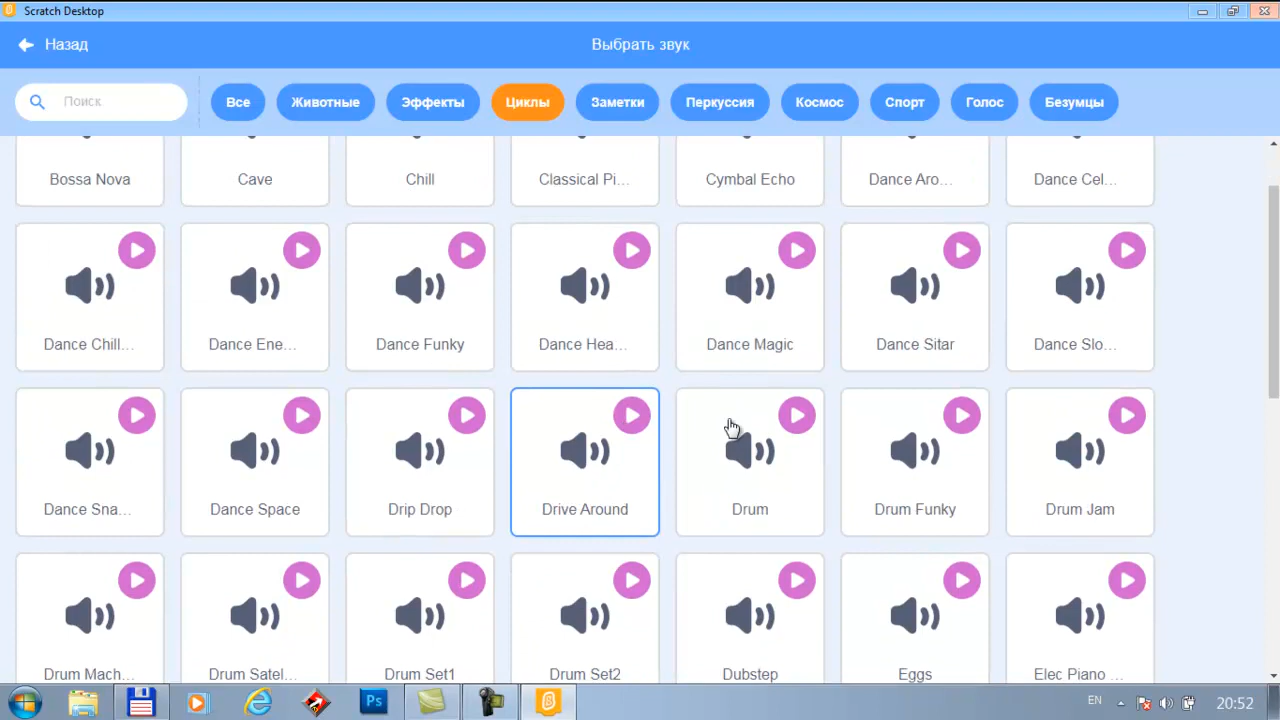 Scratch Desktop
Назад
Выбрать звук
Поиск
Все
Животные
Эффекты
Циклы
Заметки
Перкуссия
Космос
Спорт
Голос
Безумцы
Bossa Nova
Cave
Chill
Classical Pi...
Cymbal Echo
Dance Aro...
Dance Cel...
Dance Chill...
Dance Ene...
Dance Funky
Dance Hea...
Dance Magic
Dance Sitar
Dance Slo...
Dance Sna...
Dance Space
Drip Drop
Drive Around
Drum
Drum Funky
Drum Jam
Drum Mach...
Drum Satel...
Drum Set1
Drum Set2
Dubstep
Eggs
Elec Piano ...
Ps
EN
20:52